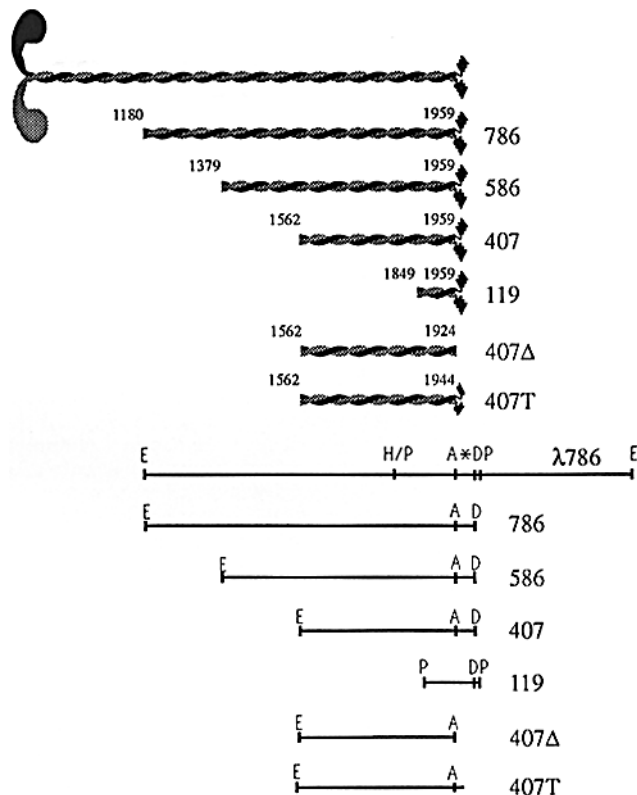 1180 1959
786
1379 1959
586
1562 1959
407
1849 1959
119
1562 1924
407Δ
1562 1944
407T
E H/P A * D P λ786 E
E A D
786
E A D
586
E A D
407
P D P
119
E A
407Δ
E A
407T